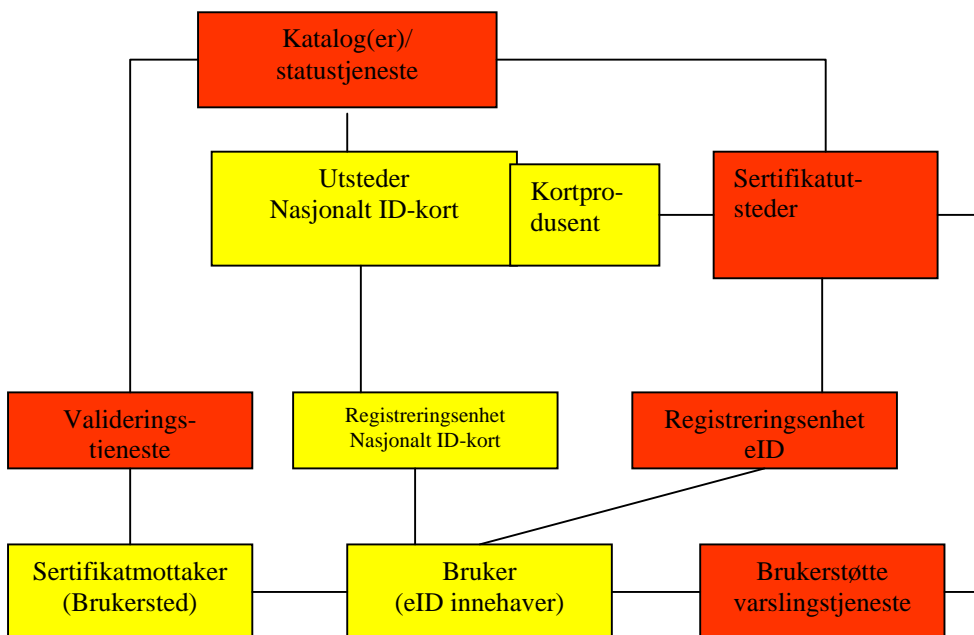 Katalog(er)/
statustjeneste
Utsteder
Nasjonalt ID-kort
Kortpro-
dusent
Sertifikatut-
steder
Validerings-
tjeneste
Registreringsenhet
Nasjonalt ID-kort
Registreringsenhet
eID
Sertifikatmottaker
(Brukersted)
Bruker
(eID innehaver)
Brukerstøtte
varslingstjeneste